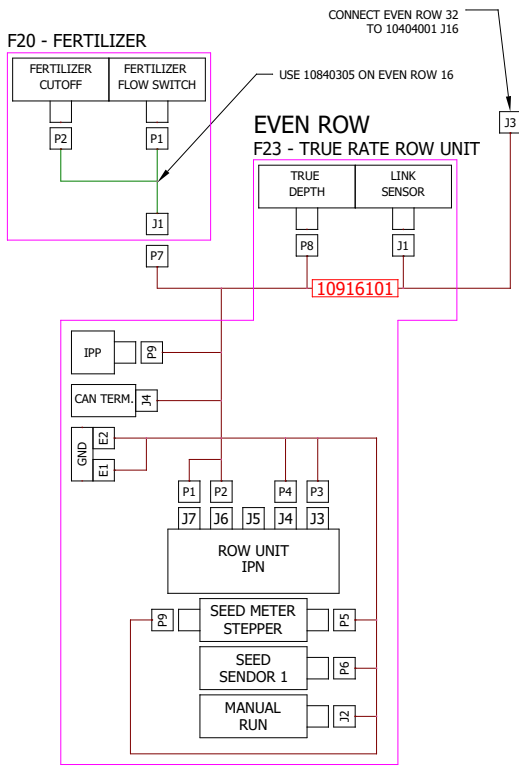 CONNECT EVEN ROW 32
TO 10404001 J16
F20 - FERTILIZER
FERTILIZER
CUTOFF
FERTILIZER
FLOW SWITCH
USE 10840305 ON EVEN ROW 16
P2
P1
J3
EVEN ROW
F23 - TRUE RATE ROW UNIT
TRUE
DEPTH
LINK
SENSOR
J1
P7
P8
J1
10916101
IPP
P9
CAN TERM.
J4
GND
E2
E1
P1
P2
P4
P3
J7
J6
J5
J4
J3
ROW UNIT
IPN
P9
SEED METER
STEPPER
P5
SEED
SENDOR 1
P6
MANUAL
RUN
J2